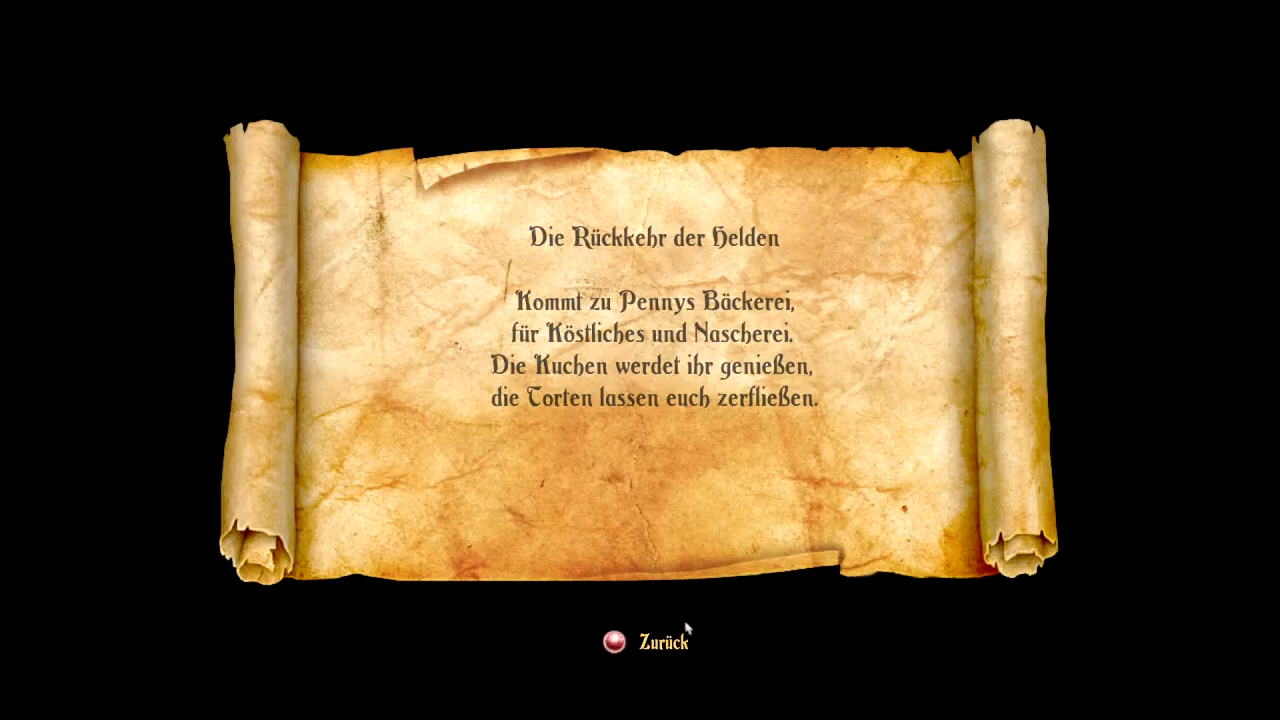 Die Rückkehr der Helden
Kommt zu Pennys Bäckerei,
für Köstliches und Nascherei.
Die Kuchen werdet ihr genießen,
die Torten lassen euch zerfließen.
Zurück